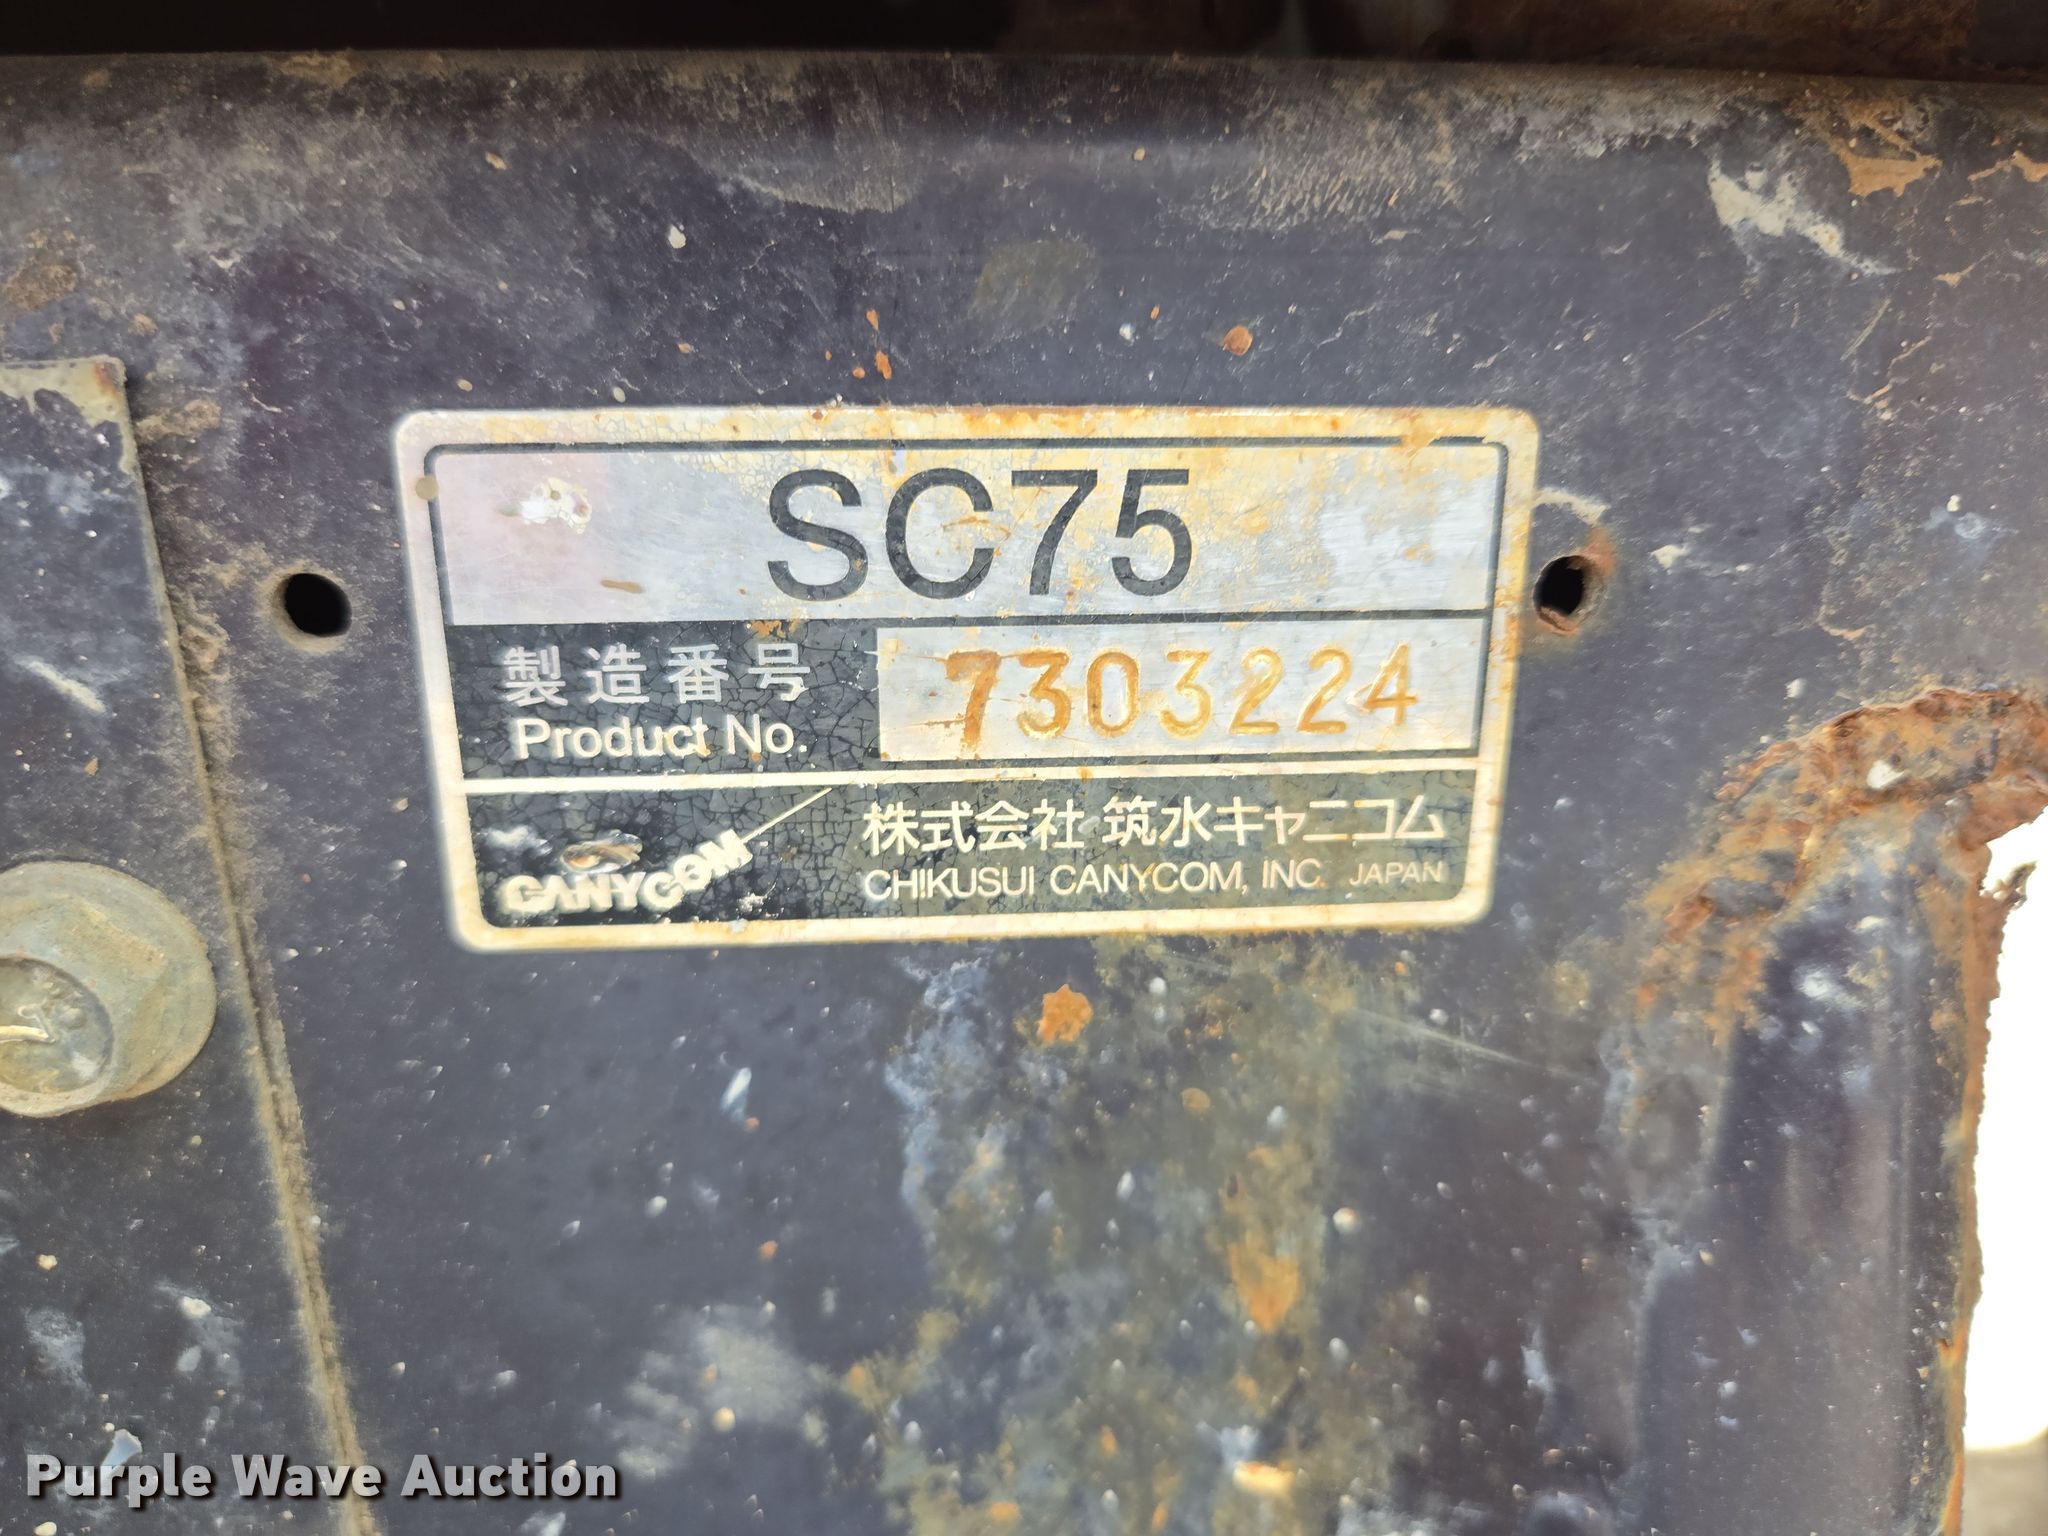 SC75
製造番号
Product No.
7303224
CANYCOM
株式会社 筑水キャニコム
CHIKUSUI CANYCOM, INC. JAPAN
Purple Wave Auction